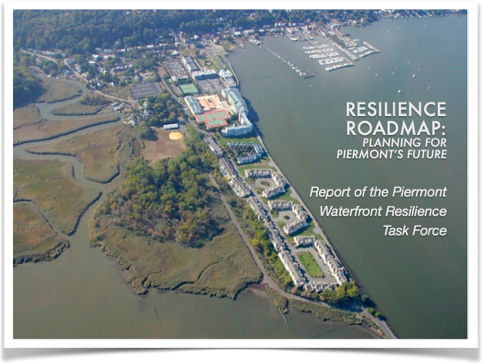 RESILIENCE
ROADMAP:
PLANNING FOR
PIERMONT'S FUTURE
Report of the Piermont
Waterfront Resilience
Task Force